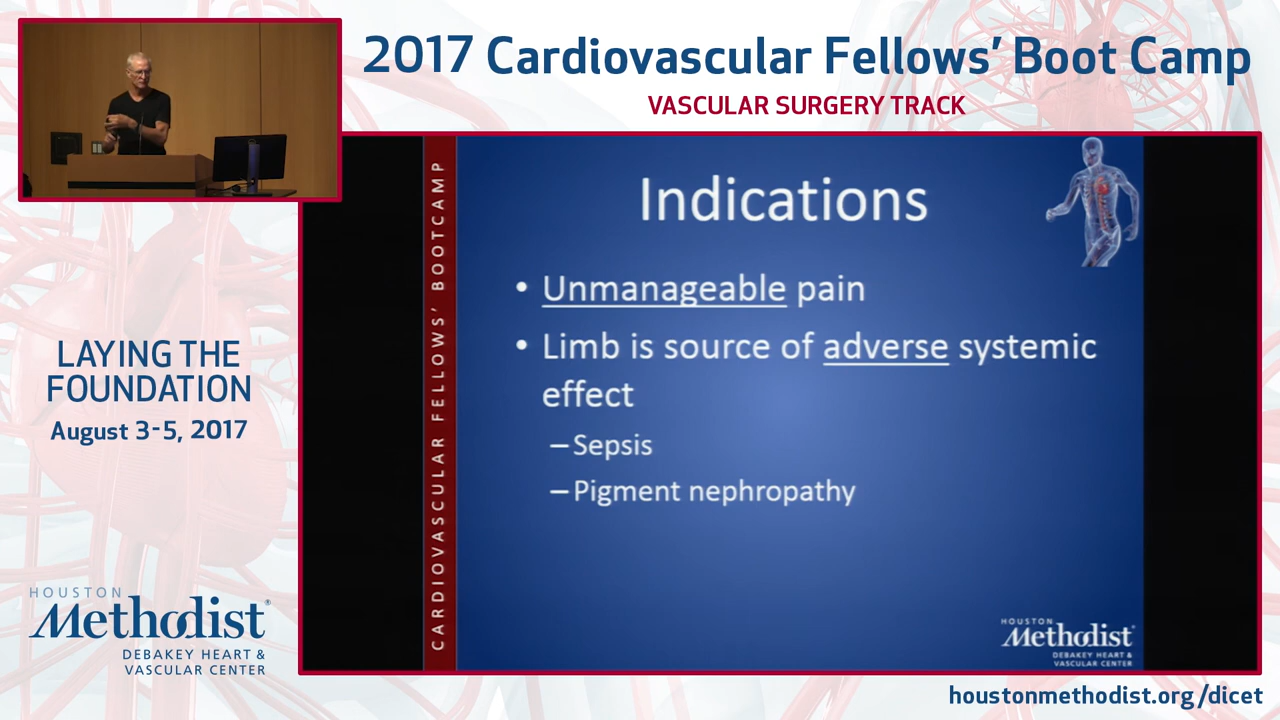 2017 Cardiovascular Fellows’ Boot Camp
VASCULAR SURGERY TRACK
LAYING THE
FOUNDATION
August 3-5, 2017
HOUSTON
Methodist®
DEBAKEY HEART &
VASCULAR CENTER
CARDIOVASCULAR FELLOWS’ BOOTCAMP
Indications
• Unmanageable pain
• Limb is source of adverse systemic
effect
– Sepsis
– Pigment nephropathy
HOUSTON
Methodist
DEBAKEY HEART &
VASCULAR CENTER
houstonmethodist.org/dicet